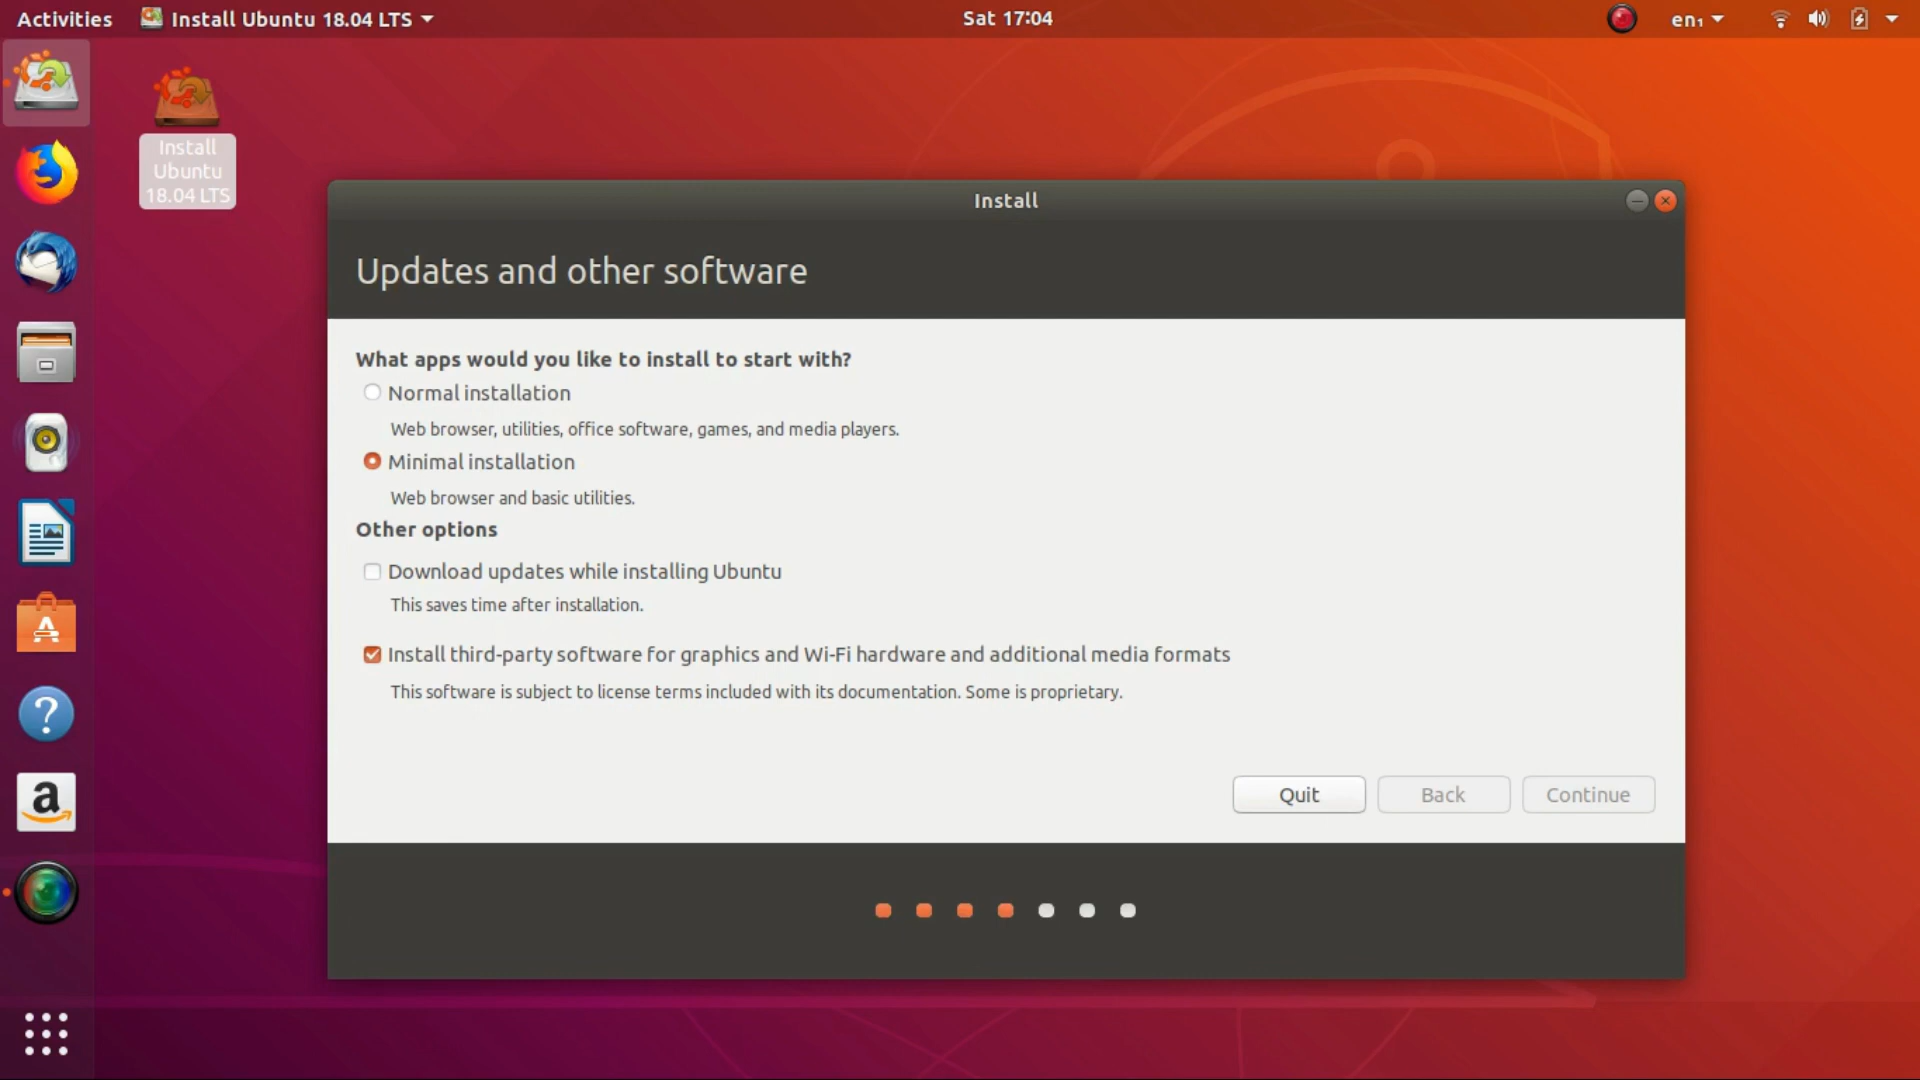 Activities
Install Ubuntu 18.04 LTS
Sat 17:04
en₁
Install
Ubuntu
18.04 LTS
Install
Updates and other software
What apps would you like to install to start with?
Normal installation
Web browser, utilities, office software, games, and media players.
Minimal installation
Web browser and basic utilities.
Other options
Download updates while installing Ubuntu
This saves time after installation.
Install third-party software for graphics and Wi-Fi hardware and additional media formats
This software is subject to license terms included with its documentation. Some is proprietary.
Quit
Back
Continue